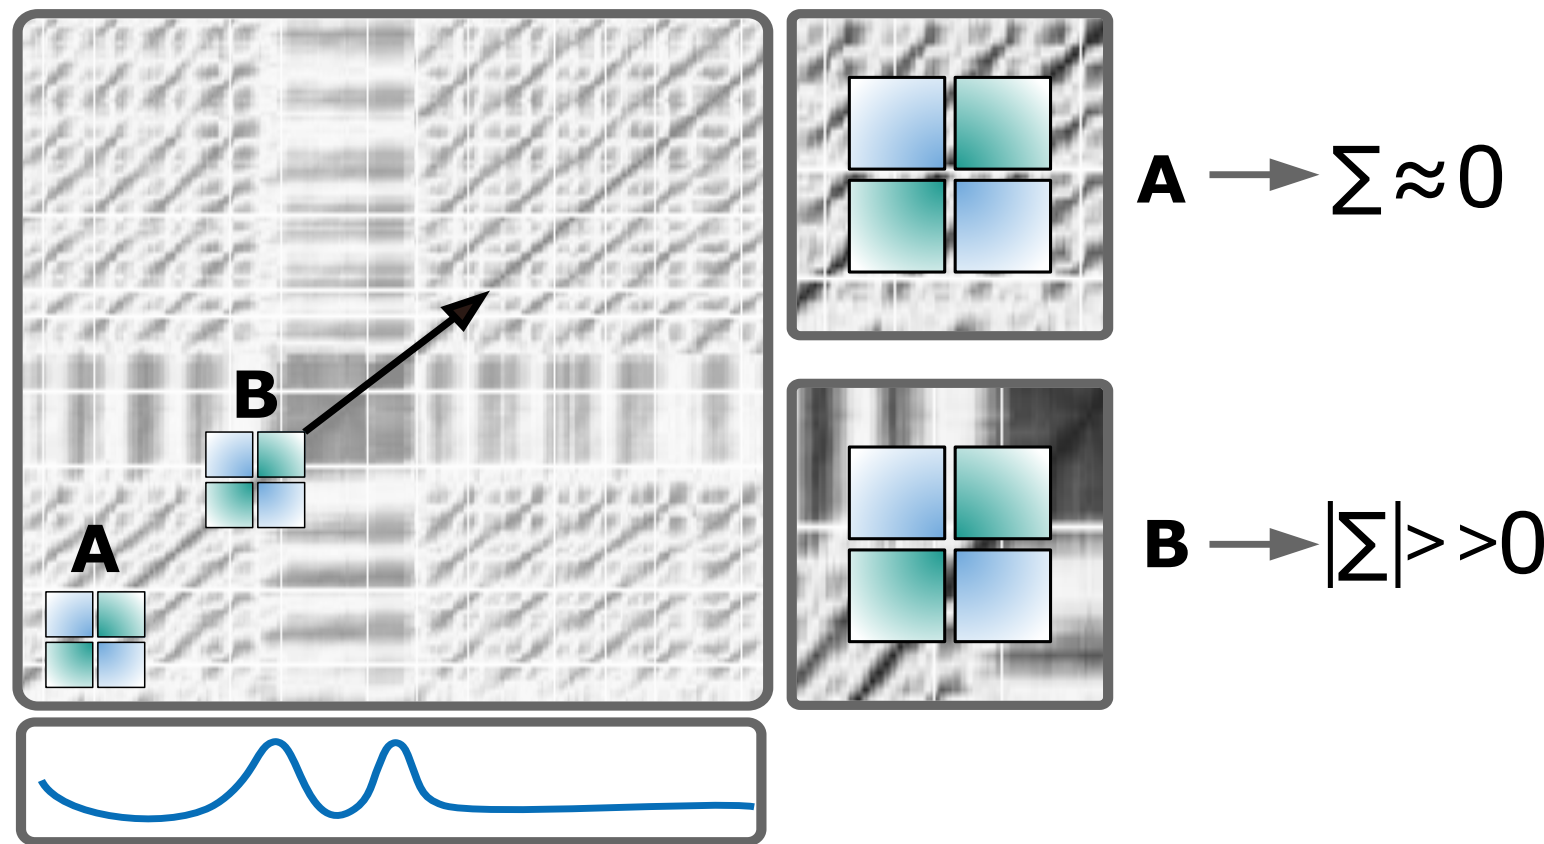 B
A
A → ∑ ≈ 0
B → |∑| > > 0